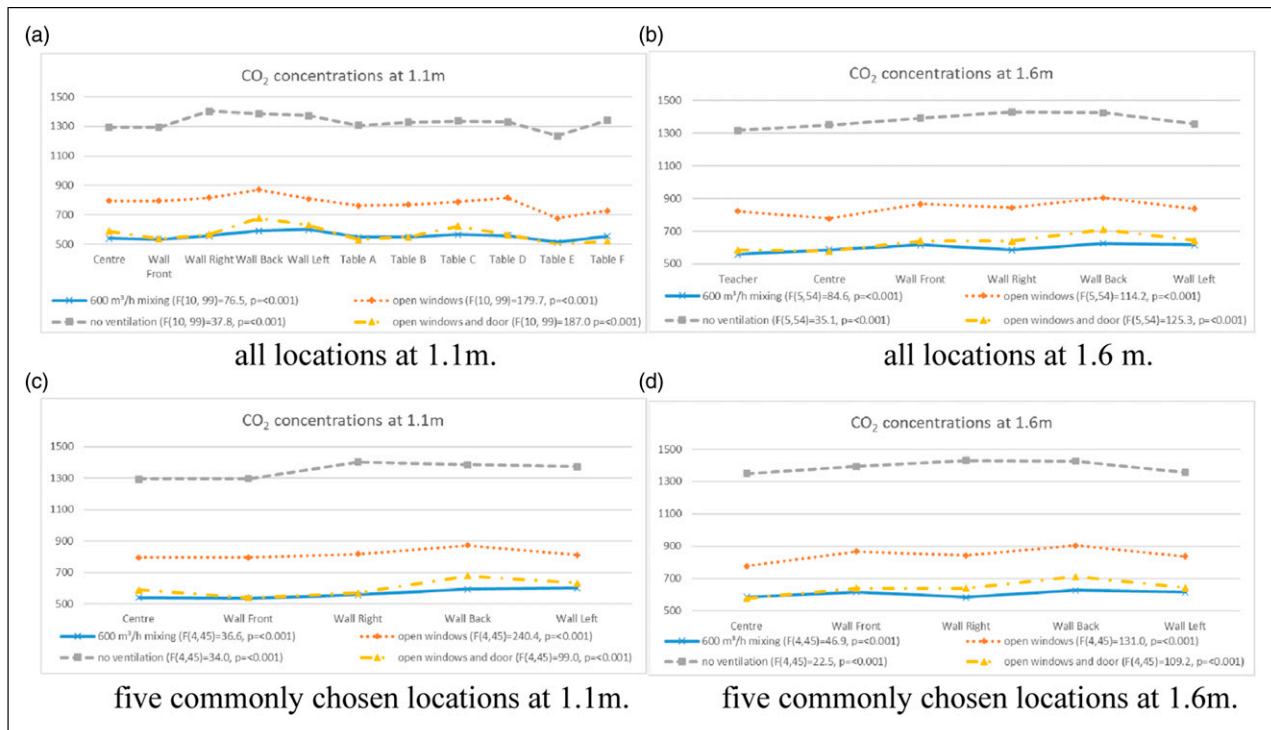 (a)
CO₂ concentrations at 1.1m
1500
1300
1100
900
700
500
Centre Wall Front Wall Right Wall Back Wall Left Table A Table B Table C Table D Table E Table F
600 m³/h mixing (F(10, 99)=76.5, p=<0.001) open windows (F(10, 99)=179.7, p=<0.001)
no ventilation (F(10, 99)=37.8, p=<0.001) open windows and door (F(10, 99)=187.0 p=<0.001)
all locations at 1.1m.
(b)
CO₂ concentrations at 1.6m
1500
1300
1100
900
700
500
Teacher Centre Wall Front Wall Right Wall Back Wall Left
600 m³/h mixing (F(5,54)=84.6, p=<0.001) open windows (F(5,54)=114.2, p=<0.001)
no ventilation (F(5,54)=35.1, p=<0.001) open windows and door (F(5,54)=125.3, p=<0.001)
all locations at 1.6 m.
(c)
CO₂ concentrations at 1.1m
1500
1300
1100
900
700
500
Centre Wall Front Wall Right Wall Back Wall Left
600 m³/h mixing (F(4,45)=36.6, p=<0.001) open windows (F(4,45)=240.4, p=<0.001)
no ventilation (F(4,45)=34.0, p=<0.001) open windows and door (F(4,45)=99.0, p=<0.001)
five commonly chosen locations at 1.1m.
(d)
CO₂ concentrations at 1.6m
1500
1300
1100
900
700
500
Centre Wall Front Wall Right Wall Back Wall Left
600 m³/h mixing (F(4,45)=46.9, p=<0.001) open windows (F(4,45)=131.0, p=<0.001)
no ventilation (F(4,45)=22.5, p=<0.001) open windows and door (F(4,45)=109.2, p=<0.001)
five commonly chosen locations at 1.6m.